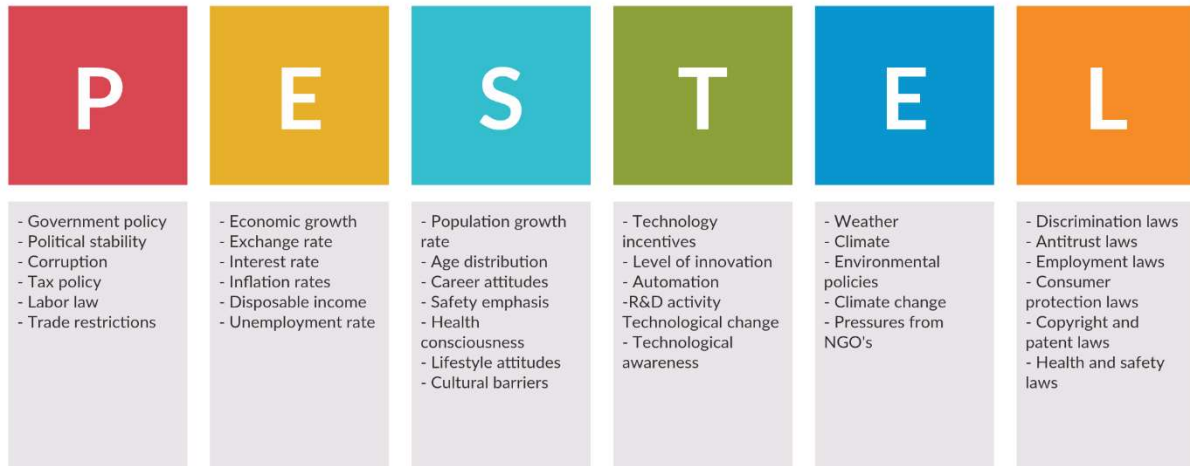 P
E
S
T
E
L
- Government policy
- Political stability
- Corruption
- Tax policy
- Labor law
- Trade restrictions
- Economic growth
- Exchange rate
- Interest rate
- Inflation rates
- Disposable income
- Unemployment rate
- Population growth
rate
- Age distribution
- Career attitudes
- Safety emphasis
- Health
consciousness
- Lifestyle attitudes
- Cultural barriers
- Technology
incentives
- Level of innovation
- Automation
-R&D activity
Technological change
- Technological
awareness
- Weather
- Climate
- Environmental
policies
- Climate change
- Pressures from
NGO's
- Discrimination laws
- Antitrust laws
- Employment laws
- Consumer
protection laws
- Copyright and
patent laws
- Health and safety
laws